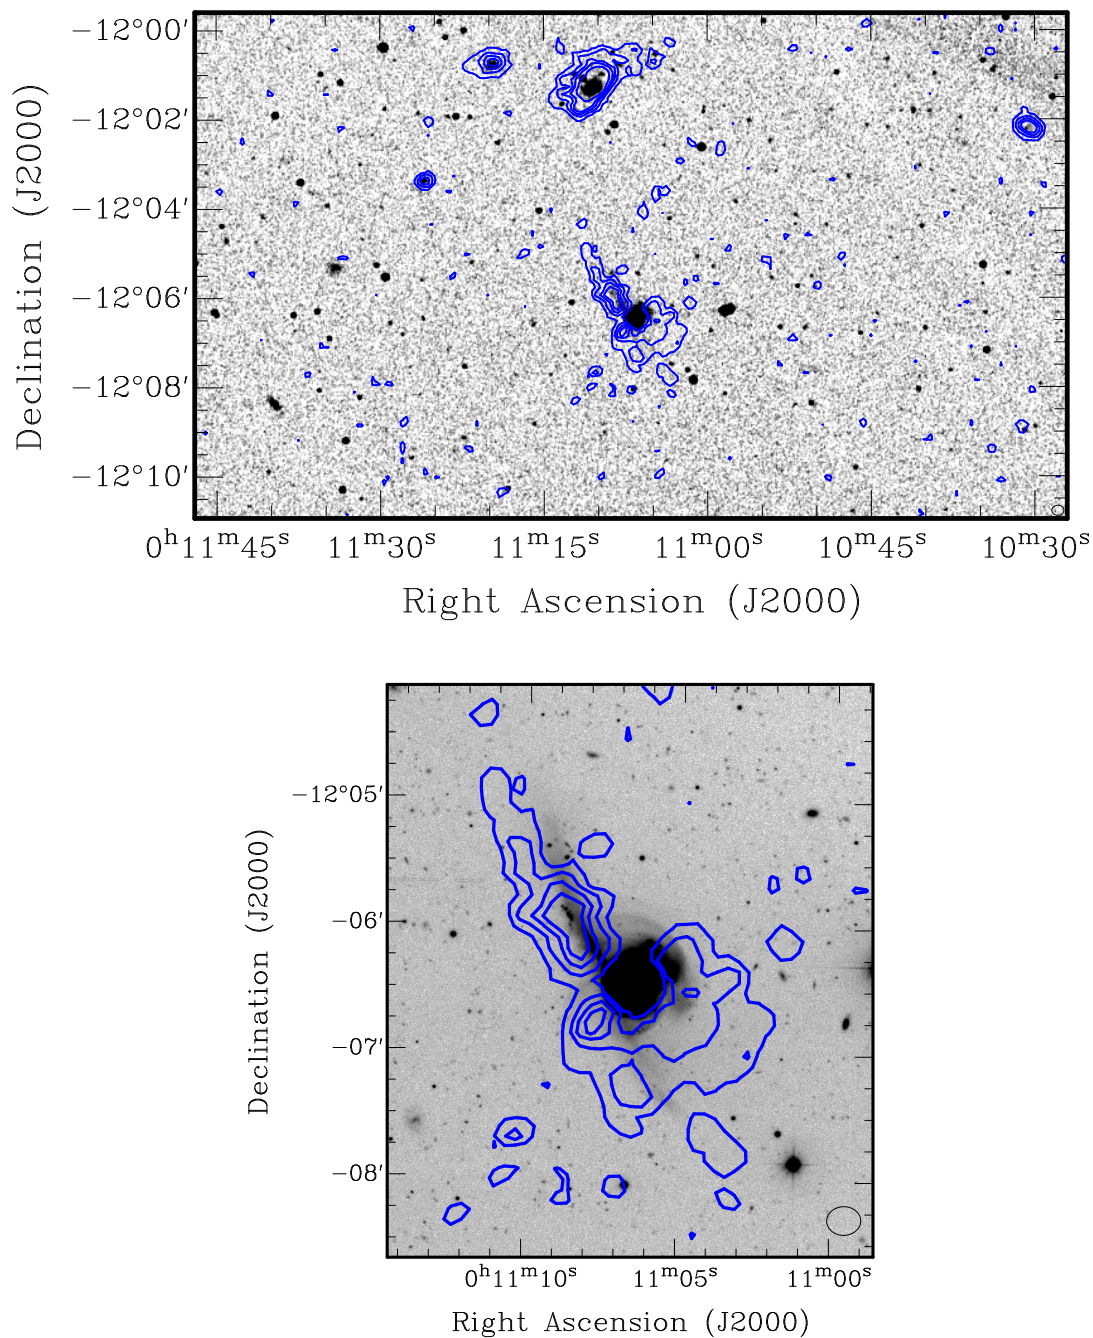 −12°00′
−12°02′
−12°04′
−12°06′
−12°08′
−12°10′
Declination (J2000)
0ʰ11ᵐ45ˢ 11ᵐ30ˢ 11ᵐ15ˢ 11ᵐ00ˢ 10ᵐ45ˢ 10ᵐ30ˢ
Right Ascension (J2000)
−12°05′
−06′
−07′
−08′
Declination (J2000)
0ʰ11ᵐ10ˢ 11ᵐ05ˢ 11ᵐ00ˢ
Right Ascension (J2000)